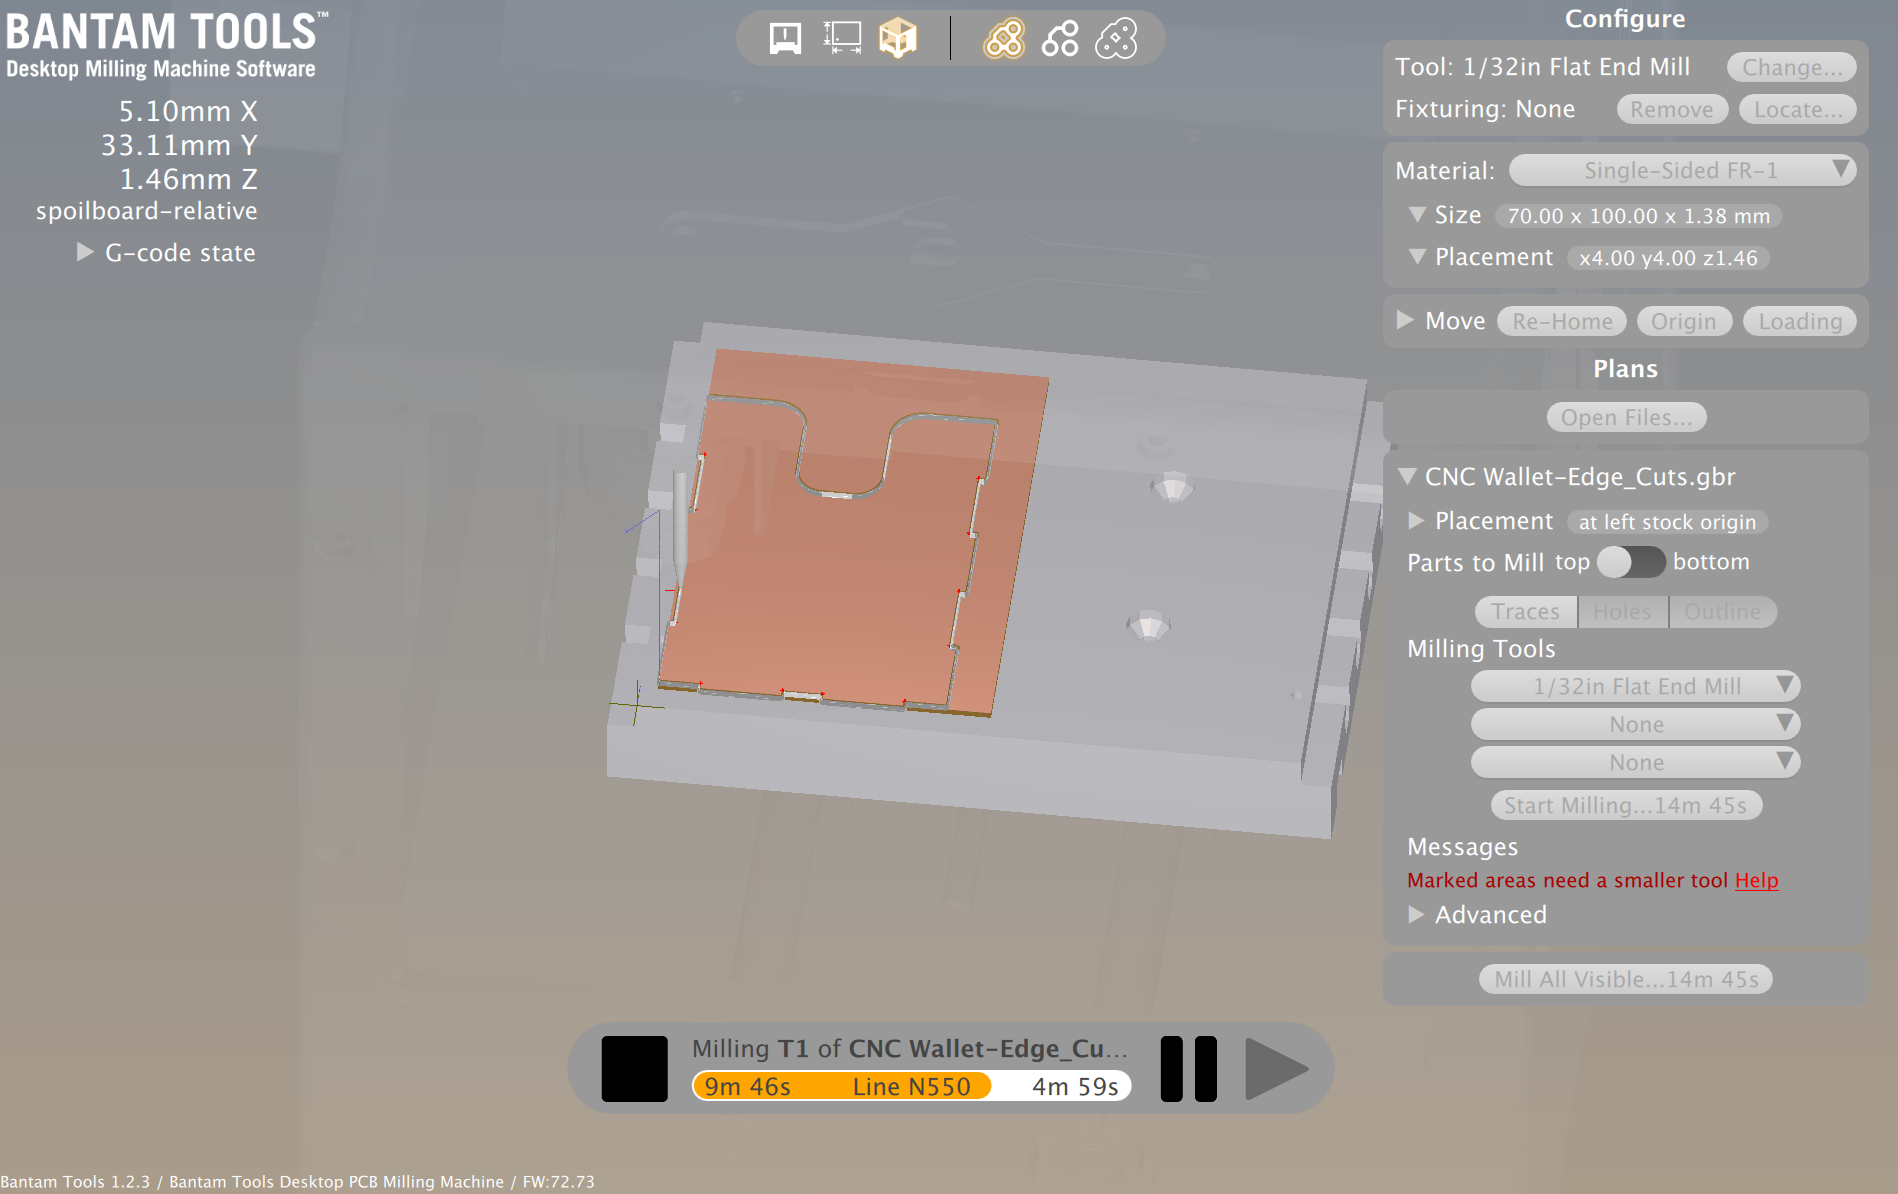 BANTAM TOOLS™
Desktop Milling Machine Software
5.10mm X
33.11mm Y
1.46mm Z
spoilboard-relative
G-code state
Configure
Tool: 1/32in Flat End Mill
Change...
Fixturing: None
Remove
Locate...
Material:
Single-Sided FR-1
Size
70.00 x 100.00 x 1.38 mm
Placement
x4.00 y4.00 z1.46
Move
Re-Home
Origin
Loading
Plans
Open Files...
CNC Wallet-Edge_Cuts.gbr
Placement
at left stock origin
Parts to Mill
top
bottom
Traces
Holes
Outline
Milling Tools
1/32in Flat End Mill
None
None
Start Milling...14m 45s
Messages
Marked areas need a smaller tool Help
Advanced
Mill All Visible...14m 45s
Milling T1 of CNC Wallet-Edge_Cu...
9m 46s
Line N550
4m 59s
Bantam Tools 1.2.3 / Bantam Tools Desktop PCB Milling Machine / FW:72.73